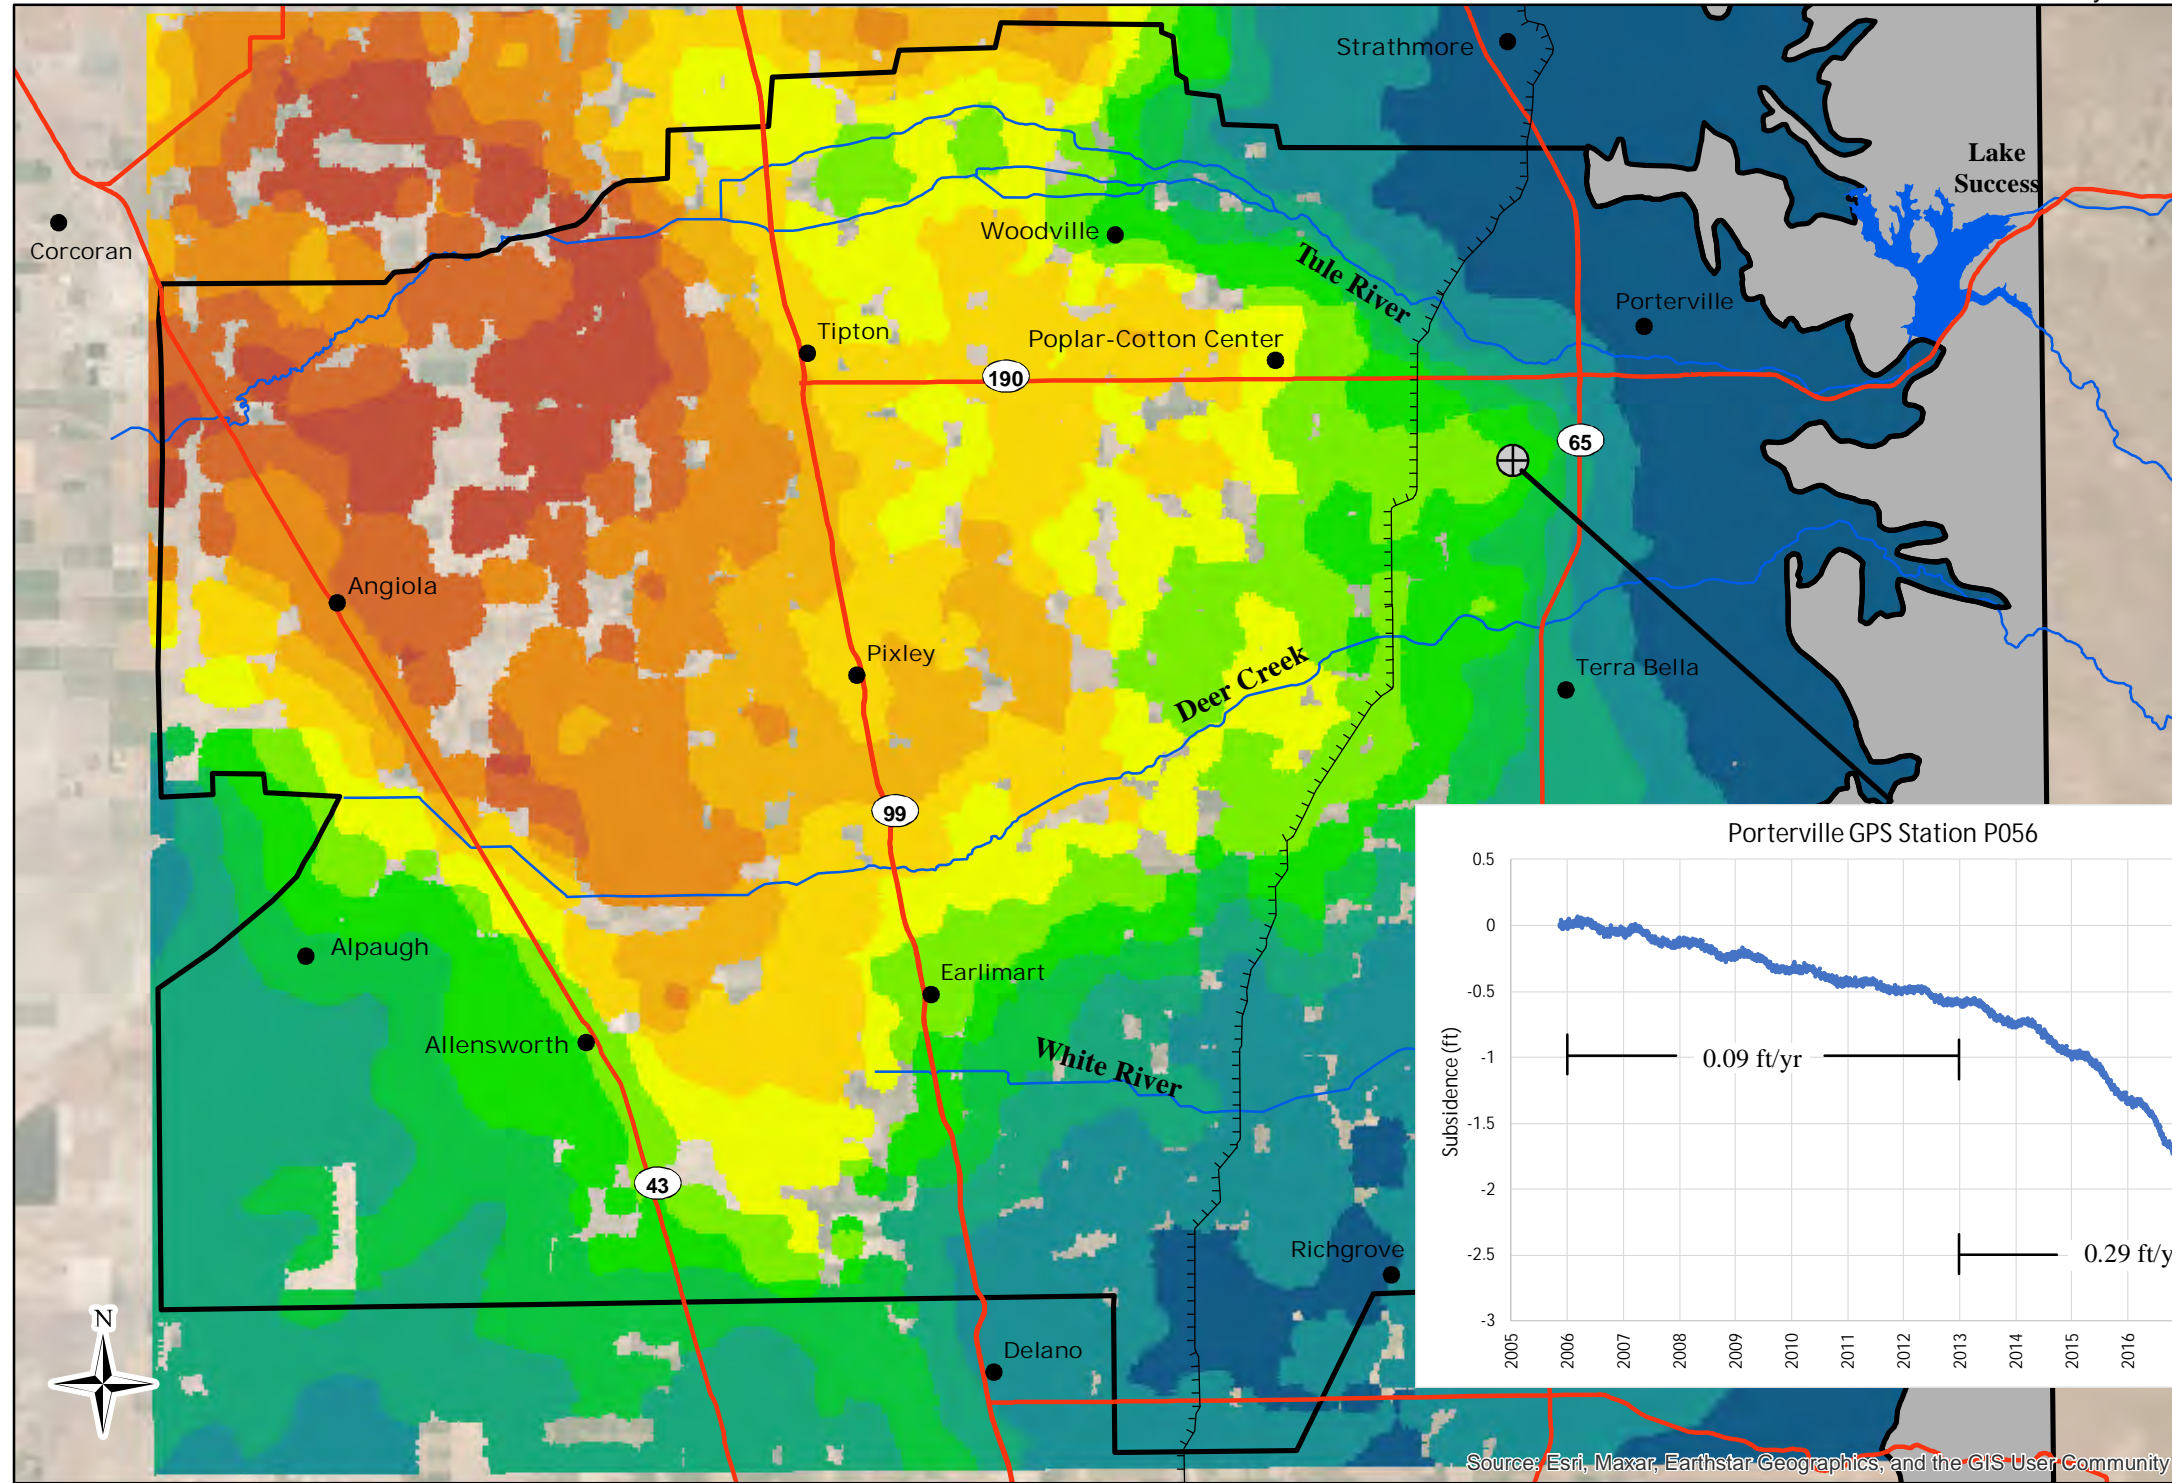 Strathmore
Lake
Success
Corcoran
Woodville
Tule River
Porterville
Tipton
Poplar-Cotton Center
190
65
Angiola
Pixley
Deer Creek
Terra Bella
99
Porterville GPS Station P056
Subsidence (ft)
0.5
0
-0.5
-1
-1.5
-2
-2.5
-3
0.09 ft/yr
0.29 ft/y
2005
2006
2007
2008
2009
2010
2011
2012
2013
2014
2015
2016
Alpaugh
Earlimart
Allensworth
White River
43
Richgrove
N
Delano
Source: Esri, Maxar, Earthstar Geographics, and the GIS User Community